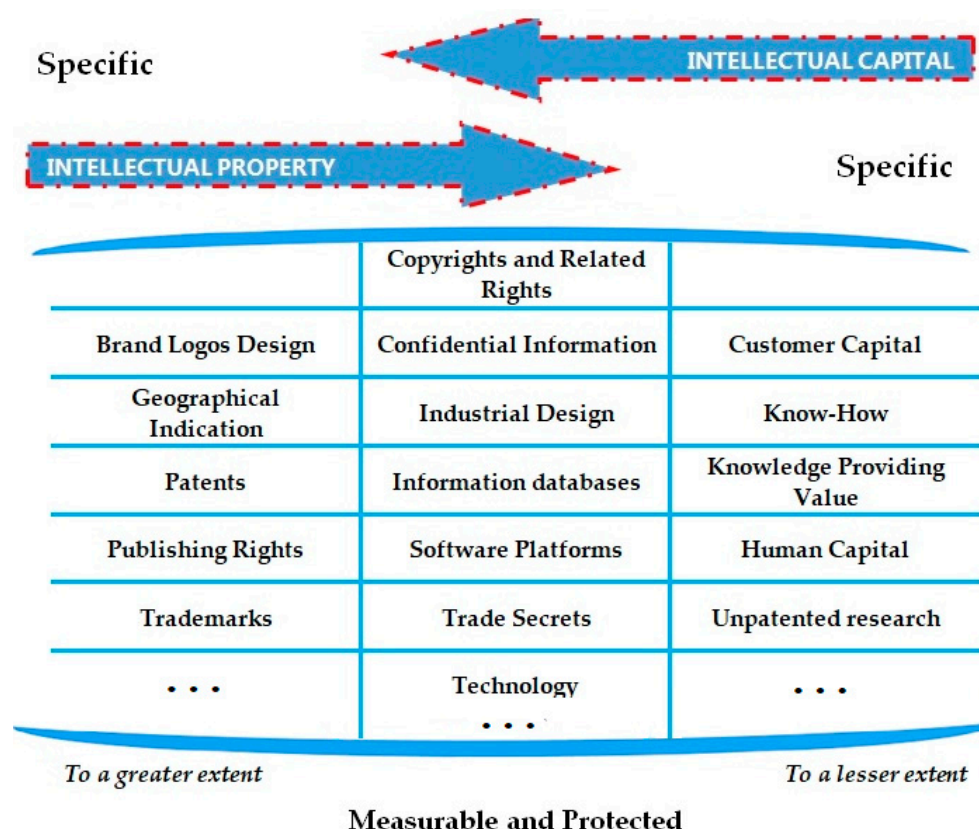 Specific
INTELLECTUAL CAPITAL
INTELLECTUAL PROPERTY
Specific
Copyrights and Related
Rights
Brand Logos Design
Confidential Information
Customer Capital
Geographical
Indication
Industrial Design
Know-How
Patents
Information databases
Knowledge Providing
Value
Publishing Rights
Software Platforms
Human Capital
Trademarks
Trade Secrets
Unpatented research
...
Technology
...
...
To a greater extent
To a lesser extent
Measurable and Protected